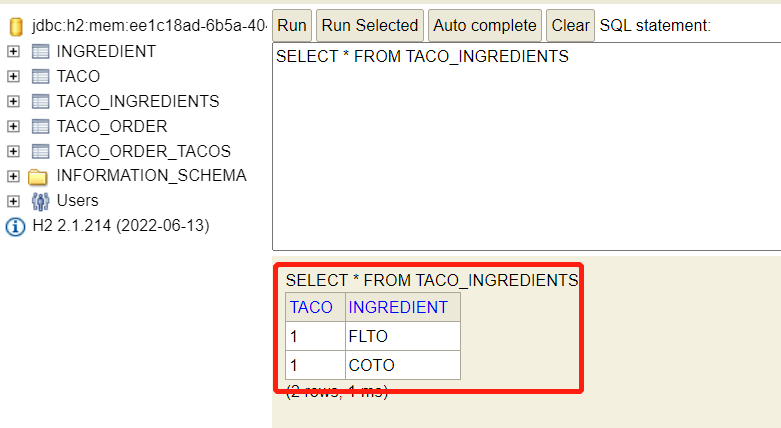 jdbc:h2:mem:ee1c18ad-6b5a-404
INGREDIENT
TACO
TACO_INGREDIENTS
TACO_ORDER
TACO_ORDER_TACOS
INFORMATION_SCHEMA
Users
H2 2.1.214 (2022-06-13)
Run Run Selected Auto complete Clear SQL statement:
SELECT * FROM TACO_INGREDIENTS
SELECT * FROM TACO_INGREDIENTS
TACO INGREDIENT
1 FLTO
1 COTO
(2 rows, 1 ms)